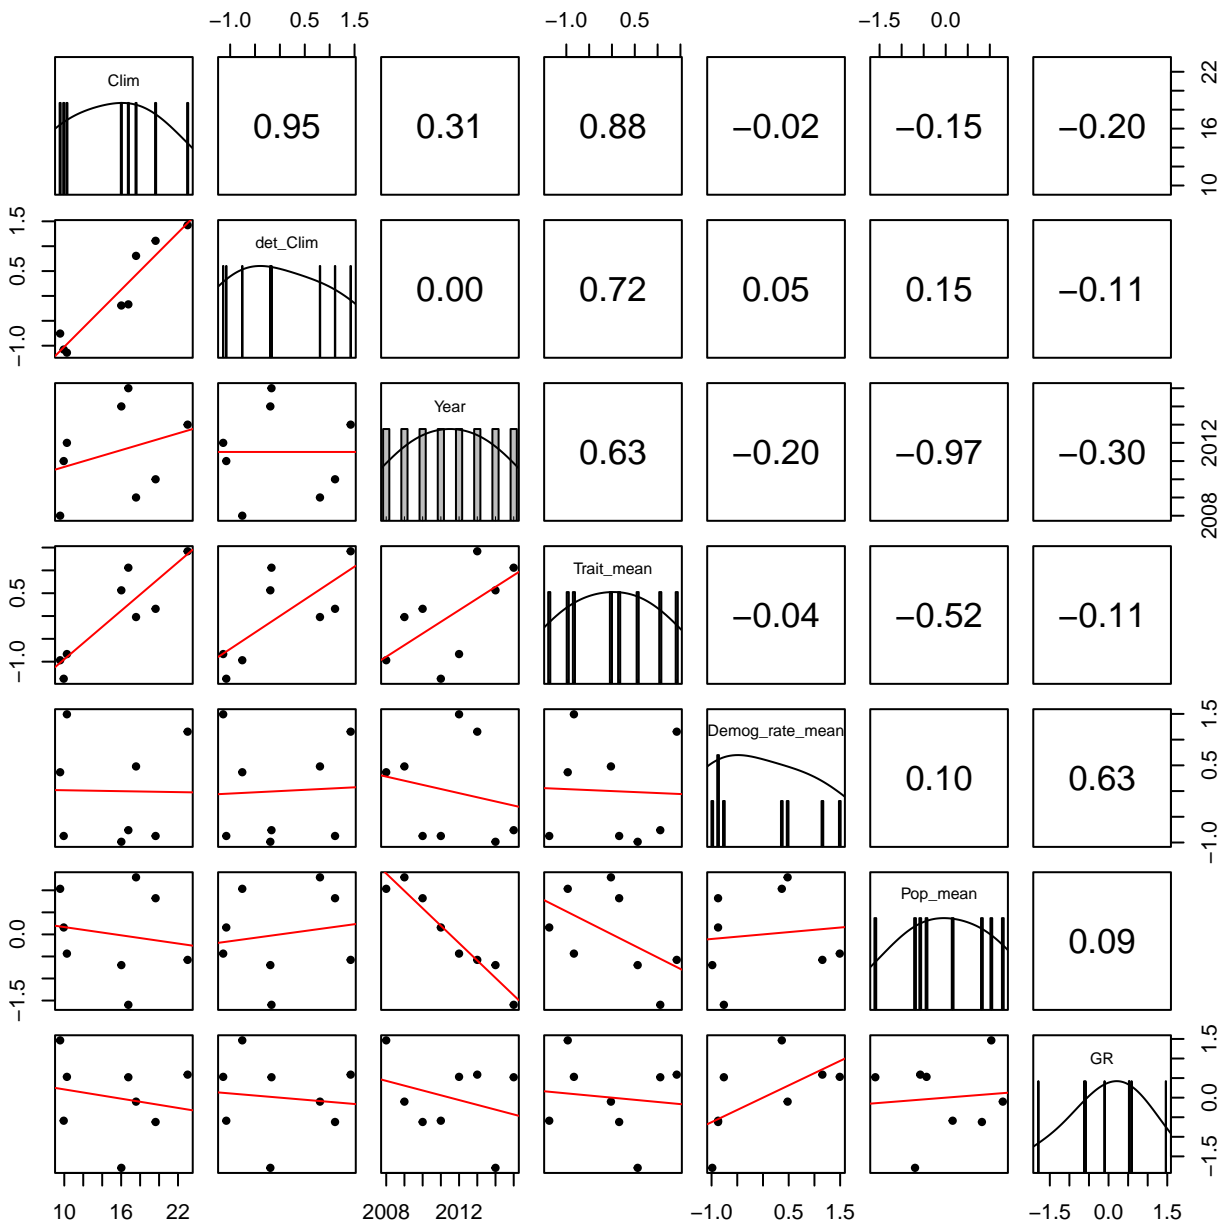 −1.0 0.5 1.5 −1.0 0.5 −1.5 0.0
Clim 0.95 0.31 0.88 −0.02 −0.15 −0.20 10 16 22
−1.0 0.5 1.5 det_Clim 0.00 0.72 0.05 0.15 −0.11
Year 0.63 −0.20 −0.97 −0.30 2008 2012
−1.0 0.5 Trait_mean −0.04 −0.52 −0.11
Demog_rate_mean 0.10 0.63 −1.0 0.5 1.5
−1.5 0.0 Pop_mean 0.09
GR −1.5 0.0 1.5
10 16 22 2008 2012 −1.0 0.5 1.5 −1.5 0.0 1.5